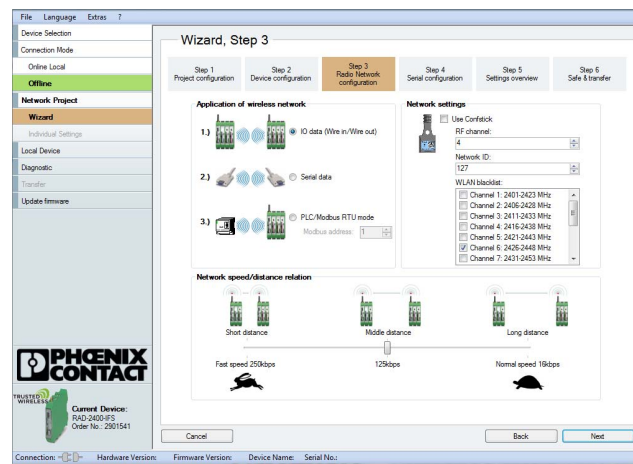 File Language Extras ?
Device Selection
Connection Mode
Online Local
Offline
Network Project
Wizard
Individual Settings
Local Device
Diagnostic
Transfer
Update firmware
PHŒNIX
CONTACT
TRUSTED
WIRELESS
Current Device:
RAD-2400-IFS
Order No.: 2901541
Wizard, Step 3
Step 1
Project configuration
Step 2
Device configuration
Step 3
Radio Network
configuration
Step 4
Serial configuration
Step 5
Settings overview
Step 6
Safe & transfer
Application of wireless network
1.) IO data (Wire in/Wire out)
2.) Serial data
3.) PLC/Modbus RTU mode
Modbus address: 1
Network settings
Use Confistick
RF channel:
4
Network ID:
127
WLAN blacklist:
Channel 1: 2401-2423 MHz
Channel 2: 2406-2428 MHz
Channel 3: 2411-2433 MHz
Channel 4: 2416-2438 MHz
Channel 5: 2421-2443 MHz
Channel 6: 2426-2448 MHz
Channel 7: 2431-2453 MHz
Network speed/distance relation
Short distance Middle distance Long distance
Fast speed 250kbps 125kbps Normal speed 16kbps
Cancel Back Next
Connection: Hardware Version: Firmware Version: Device Name: Serial No.: